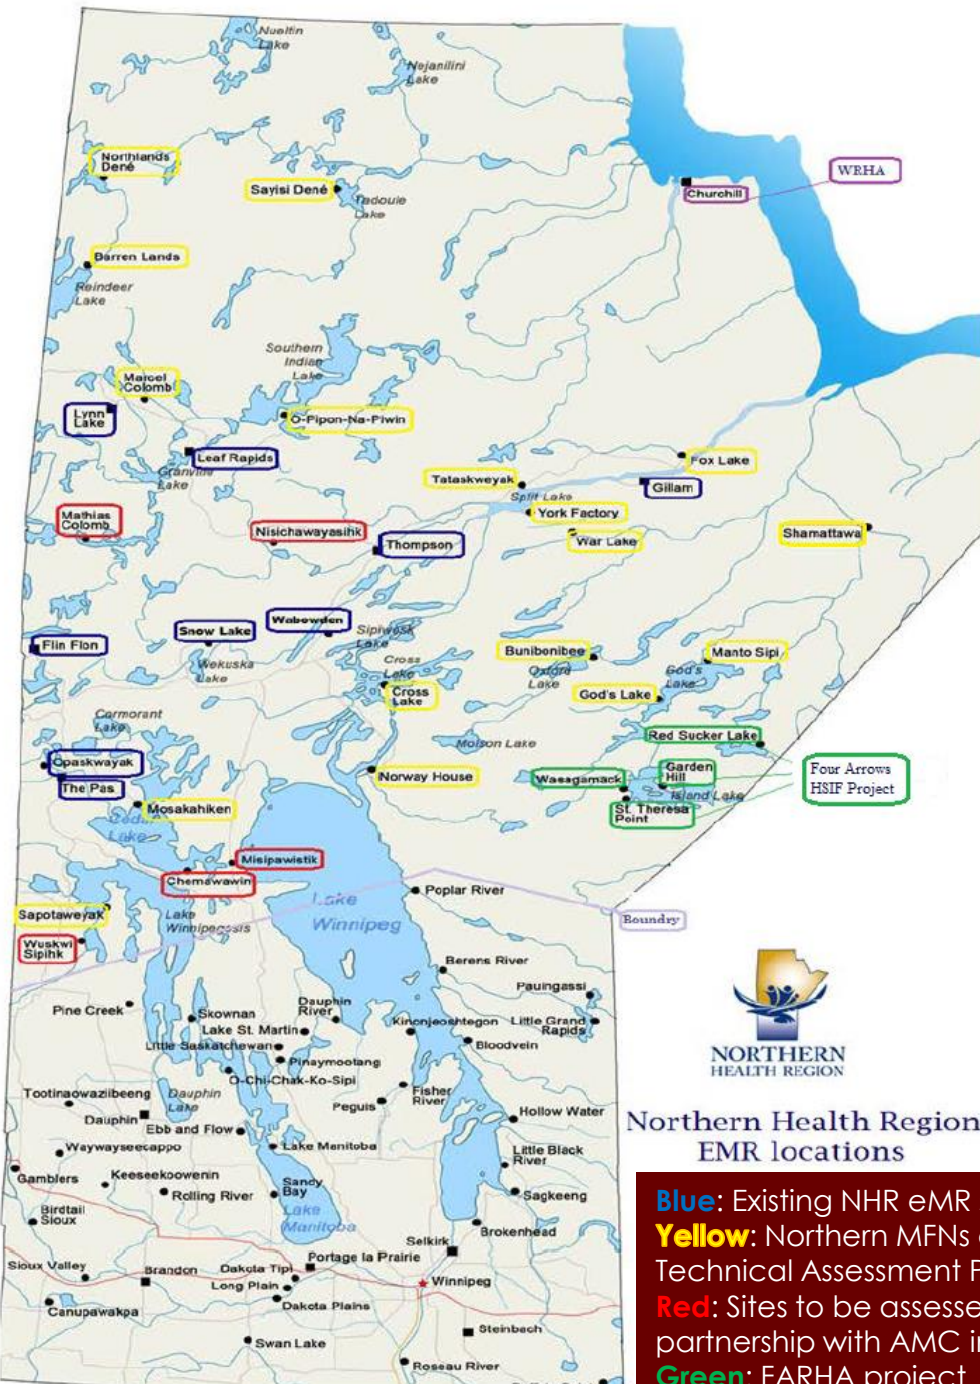 Nueltin
Lake
Nejanilini
Lake
Northlands
Dené
Sayisi Dené
Tadoule
Lake
WRHA
Churchill
Barren Lands
Reindeer
Lake
Southern
Indian
Lake
Marcel
Colomb
Lynn
Lake
O-Pipon-Na-Piwin
Leaf Rapids
Granville
Lake
Fox Lake
Tataskweyak
Gillam
Split Lake
York Factory
Mathias
Colomb
Nisichawayasihk
Thompson
War Lake
Shamattawa
Wabowden
Snow Lake
Sipiwesk
Lake
Flin Flon
Wekuska
Lake
Cross
Lake
Bunibonibee
Oxford
Lake
Manto Sipi
God's
Lake
Cross
Lake
God's Lake
Cormorant
Lake
Molson Lake
Red Sucker Lake
Opaskwayak
The Pas
Norway House
Wasagamack
Garden
Hill
Island Lake
St. Theresa
Point
Four Arrows
HSIF Project
Mosakahiken
Cedar
Lake
Misipawistik
Chemawawin
Lake
Winnipeg
Poplar River
Sapotaweyak
Lake
Winnipegosis
Boundry
Wuskwi
Sipihk
Berens River
Pauingassi
Pine Creek
Skownan
Dauphin
River
Lake St. Martin
Kinonjeoshtegon
Little Grand
Rapids
Little Saskatchewan
Bloodvein
Pinaymootang
O-Chi-Chak-Ko-Sipi
NORTHERN
HEALTH REGION
Tootinaowaziibeeng
Dauphin
Lake
Fisher
River
Peguis
Dauphin
Ebb and Flow
Hollow Water
Northern Health Region
EMR locations
Waywayseecappo
Lake Manitoba
Little Black
River
Gamblers
Keeseekoowenin
Rolling River
Sandy
Bay
Sagkeeng
Birdtail
Sioux
Lake
Manitoba
Brokenhead
Selkirk
Portage la Prairie
Sioux Valley
Brandon
Dakota Tipi
Long Plain
Winnipeg
Canupawakpa
Dakota Plains
Swan Lake
Steinbach
Roseau River
Blue: Existing NHR eMR
Yellow: Northern MFNs
Technical Assessment
Red: Sites to be assesse
partnership with AMC
Green: FARHA project